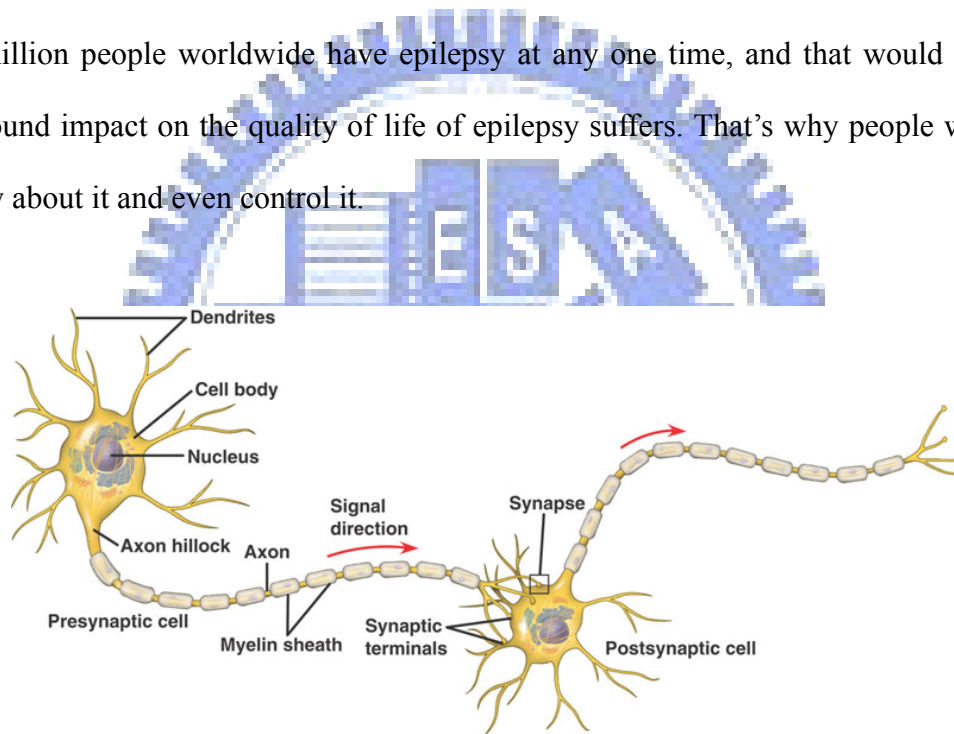 illion people worldwide have epilepsy at any one time, and that would
ound impact on the quality of life of epilepsy suffers. That’s why people w
y about it and even control it.
E S A
Dendrites
Cell body
Nucleus
Axon hillock
Axon
Signal
direction
Synapse
Presynaptic cell
Myelin sheath
Synaptic
terminals
Postsynaptic cell